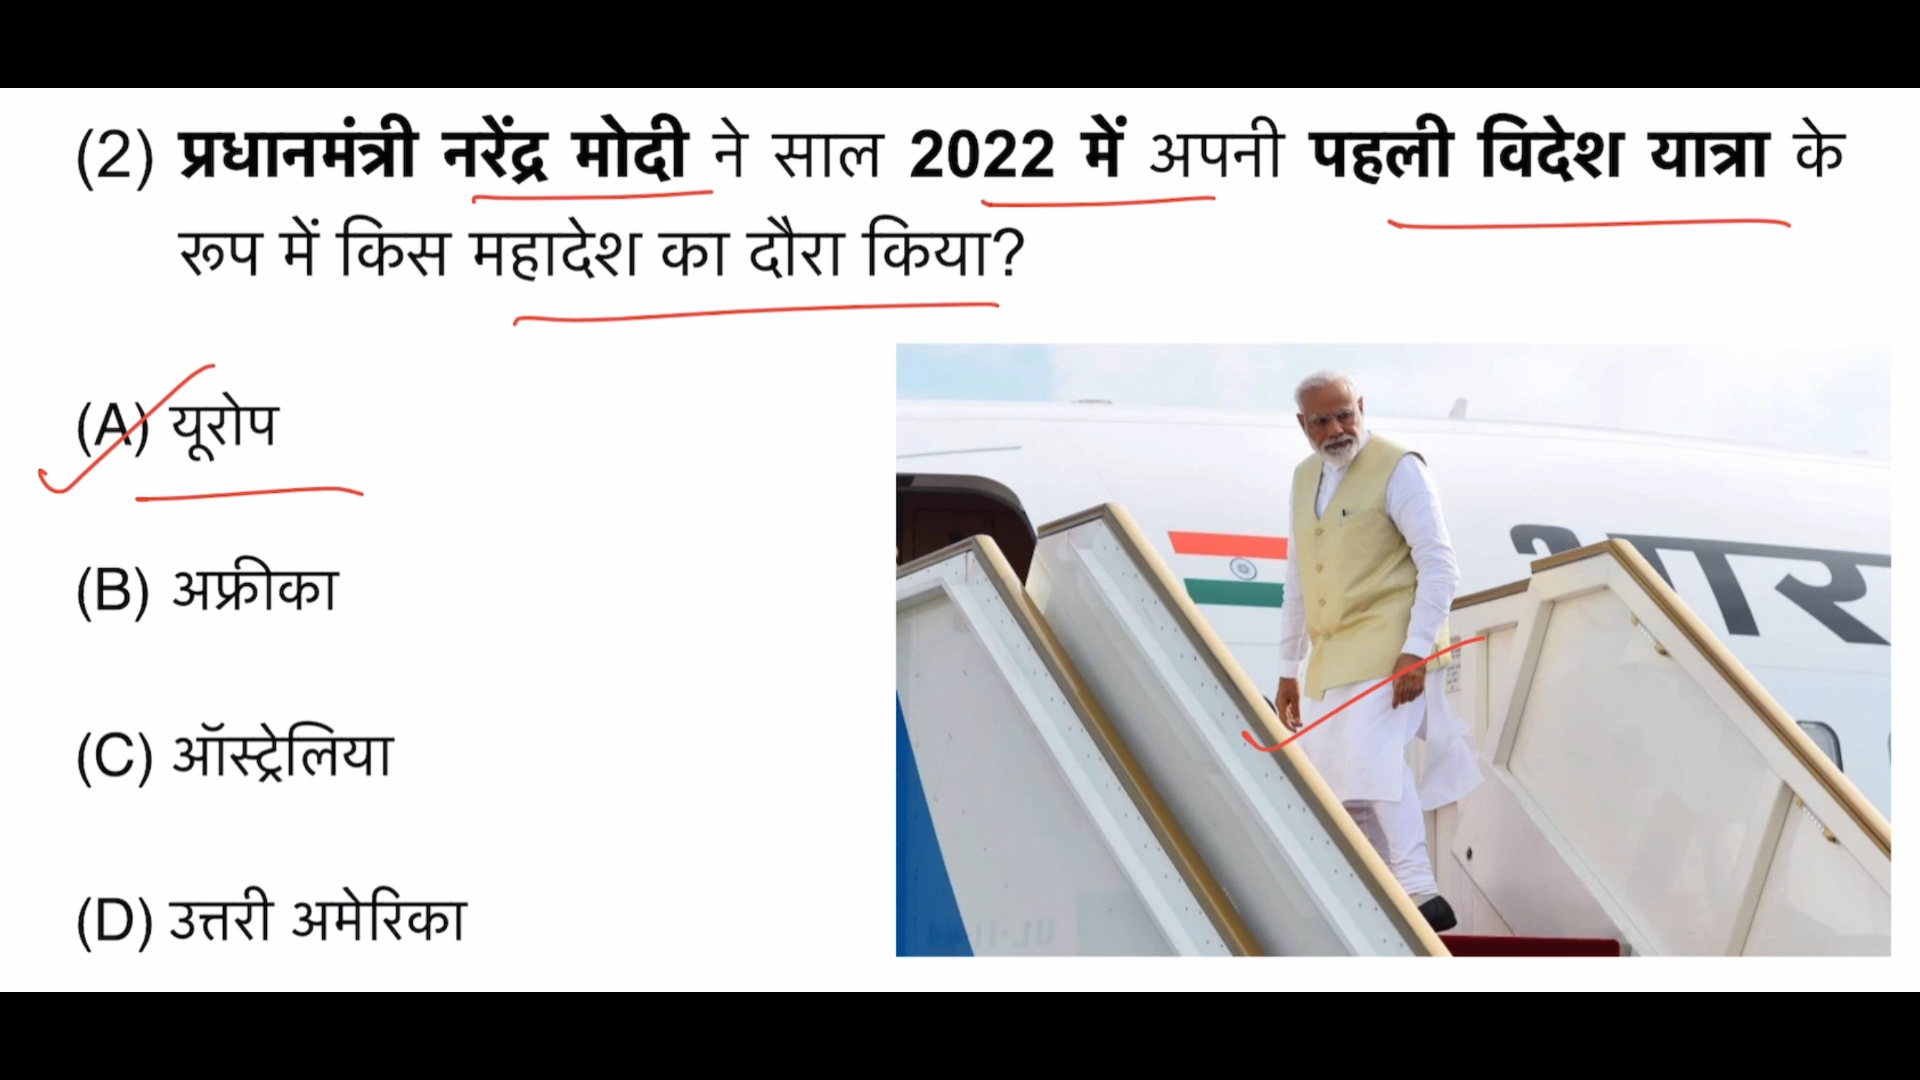 (2) प्रधानमंत्री नरेंद्र मोदी ने साल 2022 में अपनी पहली विदेश यात्रा के
रूप में किस महादेश का दौरा किया?
(A) यूरोप
(B) अफ्रीका
(C) ऑस्ट्रेलिया
(D) उत्तरी अमेरिका
भार